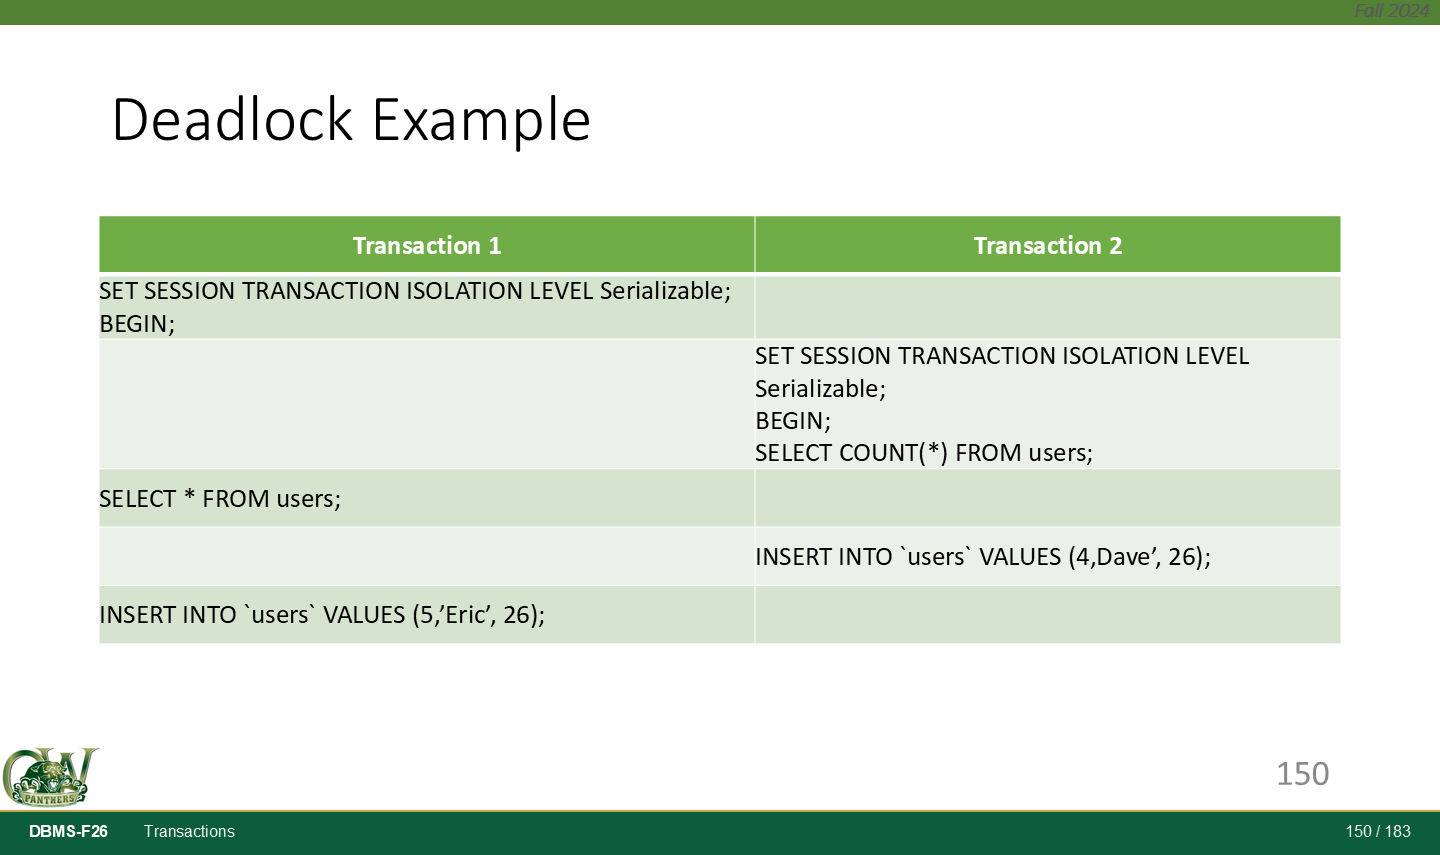 Fall 2024
Deadlock Example
Transaction 1
Transaction 2
SET SESSION TRANSACTION ISOLATION LEVEL Serializable;
BEGIN;
SET SESSION TRANSACTION ISOLATION LEVEL
Serializable;
BEGIN;
SELECT COUNT(*) FROM users;
SELECT * FROM users;
INSERT INTO `users` VALUES (4,Dave’, 26);
INSERT INTO `users` VALUES (5,’Eric’, 26);
OW
PANTHERS
150
DBMS-F26
Transactions
150 / 183